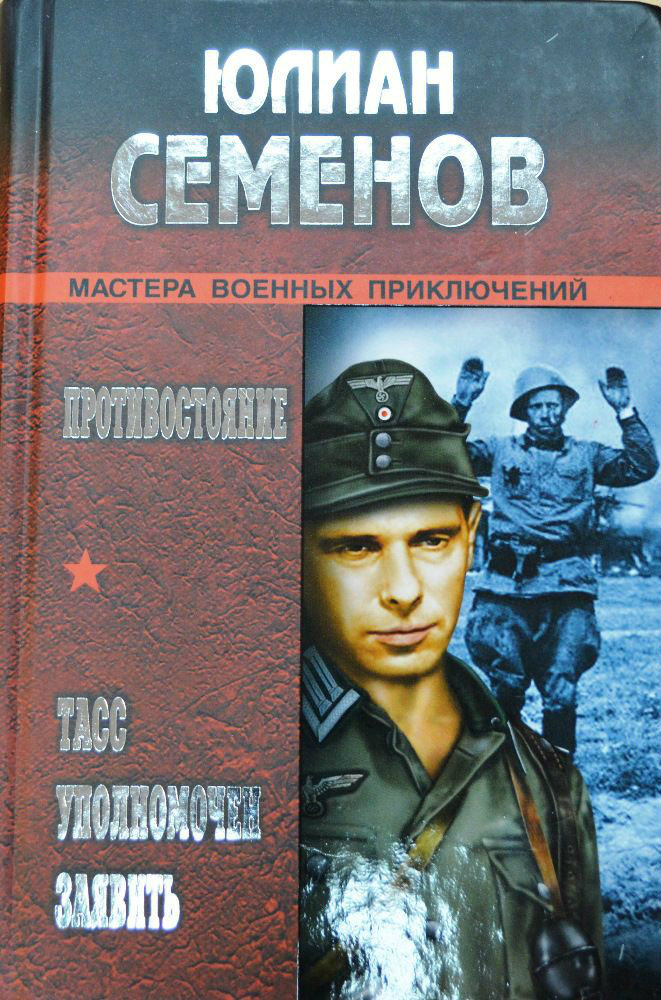 ЮЛИАН
СЕМЕНОВ
МАСТЕРА ВОЕННЫХ ПРИКЛЮЧЕНИЙ
ПРОТИВОСТОЯНИЕ
ТАСС
УПОЛНОМОЧЕН
ЗАЯВИТЬ